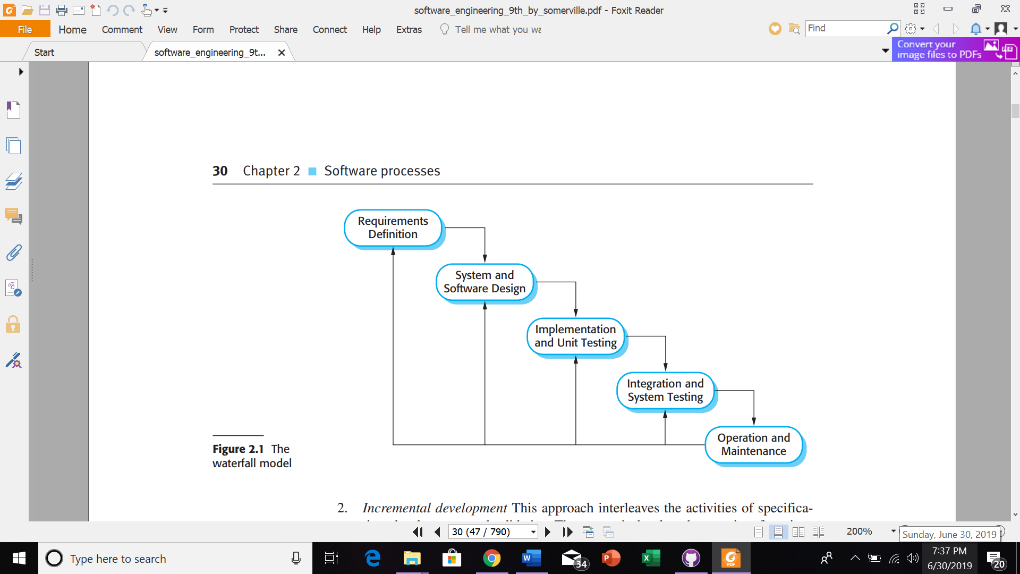 software_engineering_9th_by_somerville.pdf - Foxit Reader
File Home Comment View Form Protect Share Connect Help Extras Tell me what you wa Find
Convert your
image files to PDFs
Start software_engineering_9t...
30 Chapter 2 Software processes
Requirements
Definition
System and
Software Design
Implementation
and Unit Testing
Integration and
System Testing
Operation and
Maintenance
Figure 2.1 The
waterfall model
2. Incremental development This approach interleaves the activities of specifica-
30 (47 / 790)
200%
Sunday, June 30, 2019
Type here to search
34
7:37 PM
6/30/2019
20